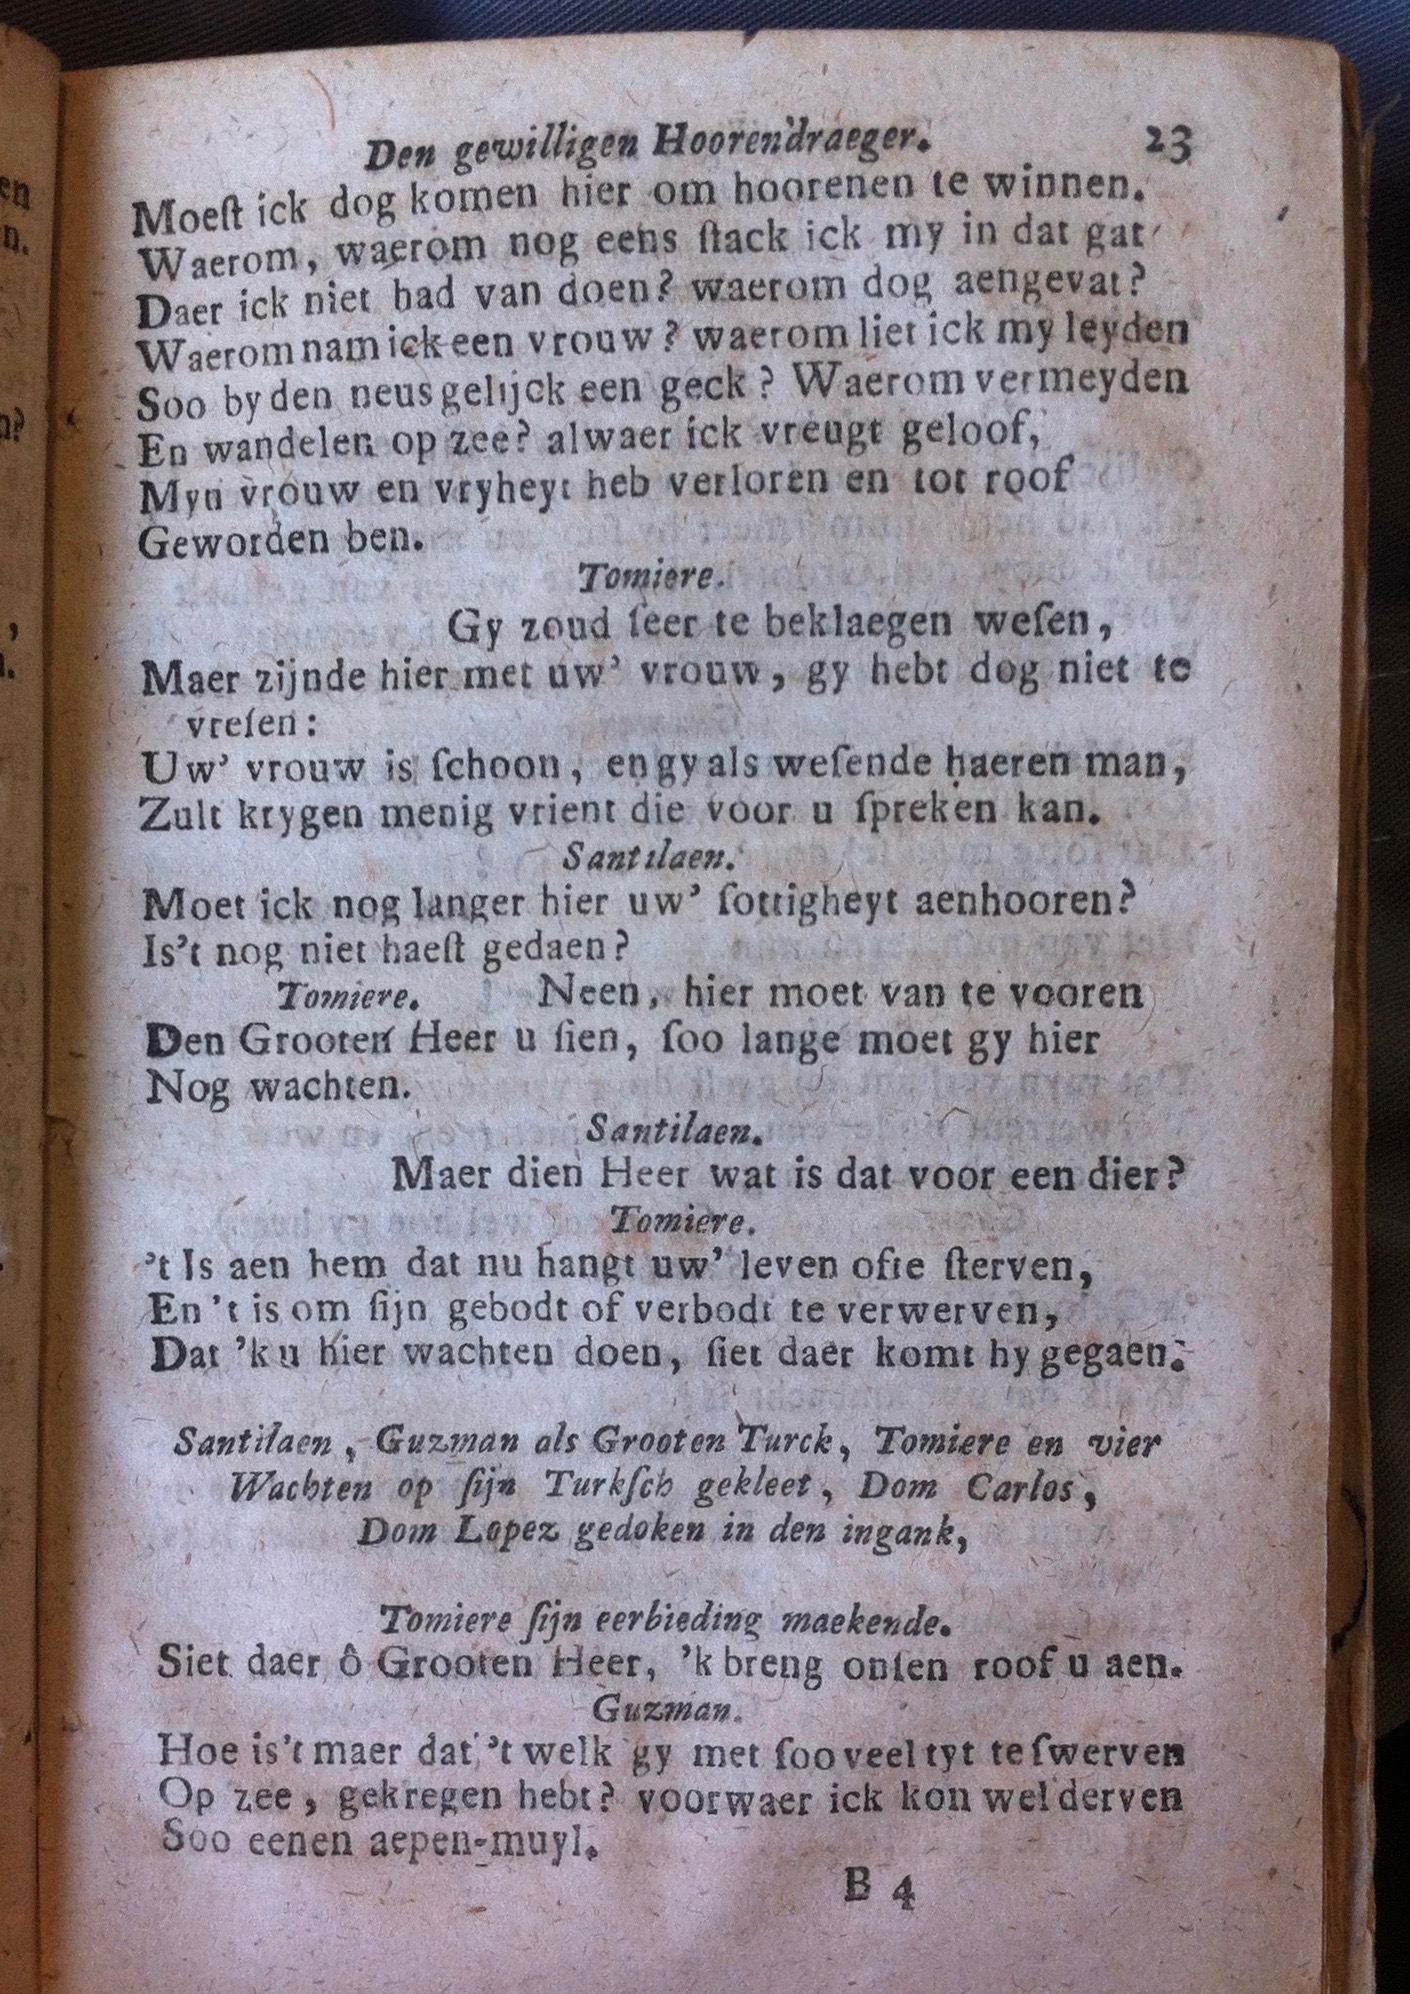 Den gewilligen Hoorendraeger. 23
Moeſt ick dog komen hier om hoorenen te winnen.
Waerom, waerom nog eens ſtack ick my in dat gat
Daer ick niet had van doen? waerom dog aengevat?
Waerom nam ick een vrouw? waerom liet ick my leyden
Soo by den neus gelijck een geck? Waerom vermeyden
En wandelen op zee? alwaer ick vreugt geloof,
Myn vrouw en vryheyt heb verloren en tot roof
Geworden ben.
Tomiere.
Gy zoud ſeer te beklaegen weſen,
Maer zijnde hier met uw' vrouw, gy hebt dog niet te
vreſen:
Uw' vrouw is ſchoon, en gy als weſende haeren man,
Zult krygen menig vrient die voor u ſpreken kan.
Santilaen.
Moet ick nog langer hier uw' ſottigheyt aenhooren?
Is't nog niet haeſt gedaen?
Tomiere. Neen, hier moet van te vooren
Den Grooten Heer u ſien, ſoo lange moet gy hier
Nog wachten.
Santilaen.
Maer dien Heer wat is dat voor een dier?
Tomiere.
't Is aen hem dat nu hangt uw' leven ofte ſterven,
En 't is om ſijn gebodt of verbodt te verwerven,
Dat 'k u hier wachten doen, ſiet daer komt hy gegaen.
Santilaen, Guzman als Grooten Turck, Tomiere en vier
Wachten op ſijn Turkſch gekleet, Dom Carlos,
Dom Lopez gedoken in den ingank,
Tomiere ſijn eerbieding maekende.
Siet daer ô Grooten Heer, 'k breng onſen roof u aen.
Guzman.
Hoe is't maer dat 't welk gy met ſoo veel tyt te ſwerven
Op zee, gekregen hebt? voorwaer ick kon wel derven
Soo eenen aepen-muyl.
B 4